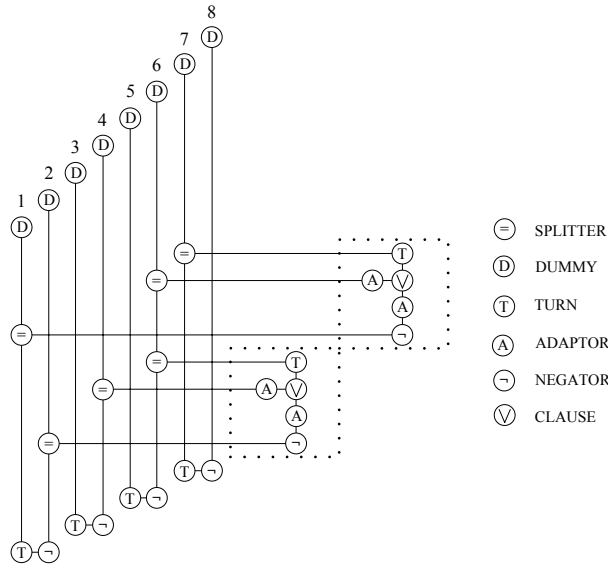 8
D
7
D
6
D
5
D
4
D
3
D
2
D
1
D
= T
= A V
A
= ¬
= T
= A V
A
= ¬
T ¬
T ¬
T ¬
T ¬
= SPLITTER
D DUMMY
T TURN
A ADAPTOR
¬ NEGATOR
V CLAUSE